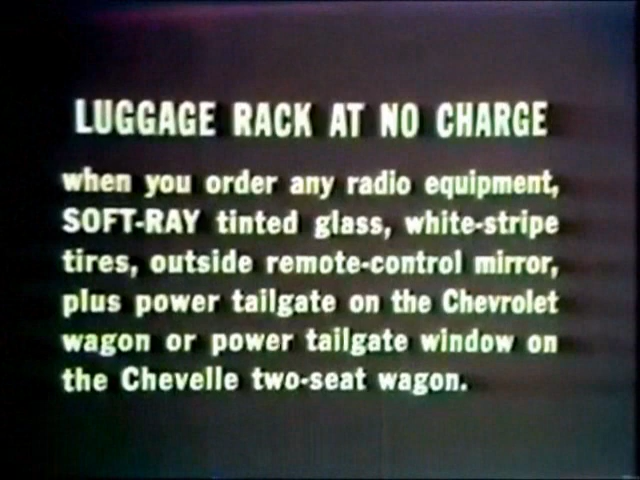 LUGGAGE RACK AT NO CHARGE
when you order any radio equipment,
SOFT-RAY tinted glass, white-stripe
tires, outside remote-control mirror,
plus power tailgate on the Chevrolet
wagon or power tailgate window on
the Chevelle two-seat wagon.